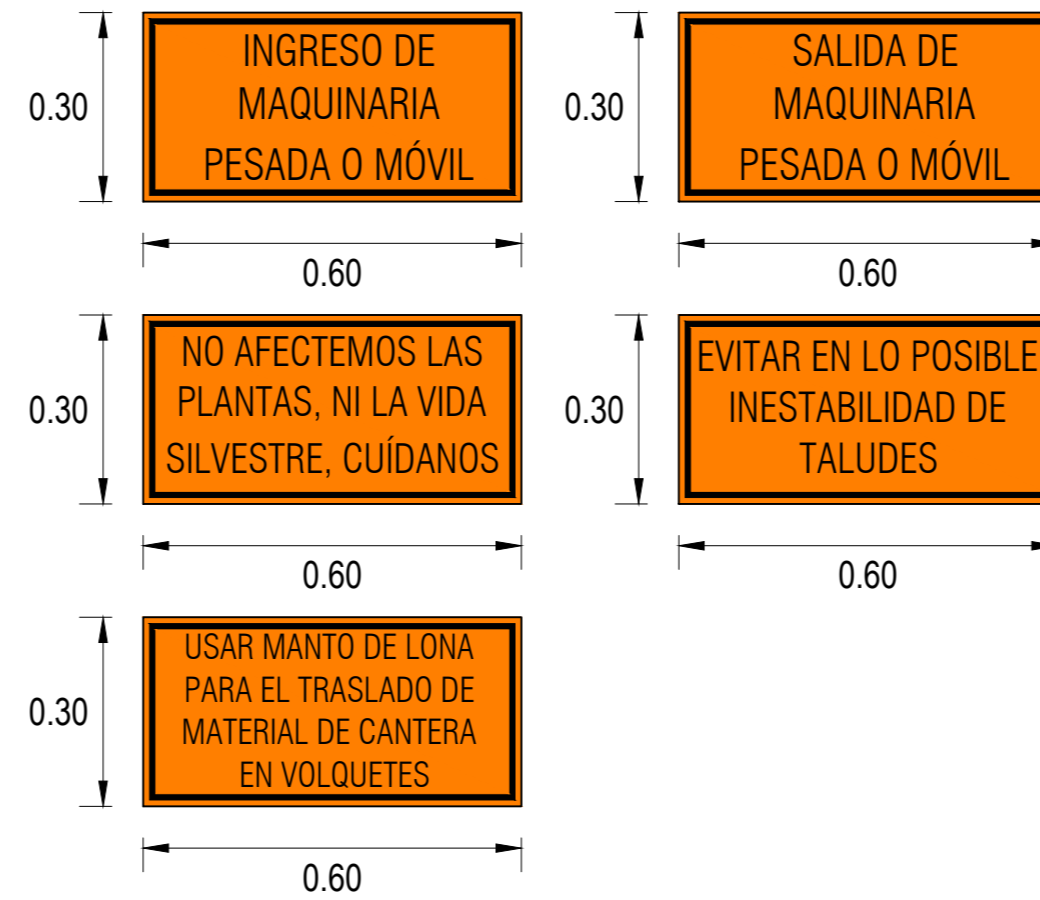 0.30
INGRESO DE
MAQUINARIA
PESADA O MÓVIL
0.60
0.30
SALIDA DE
MAQUINARIA
PESADA O MÓVIL
0.60
0.30
NO AFECTEMOS LAS
PLANTAS, NI LA VIDA
SILVESTRE, CUÍDANOS
0.60
0.30
EVITAR EN LO POSIBLE
INESTABILIDAD DE
TALUDES
0.60
0.30
USAR MANTO DE LONA
PARA EL TRASLADO DE
MATERIAL DE CANTERA
EN VOLQUETES
0.60